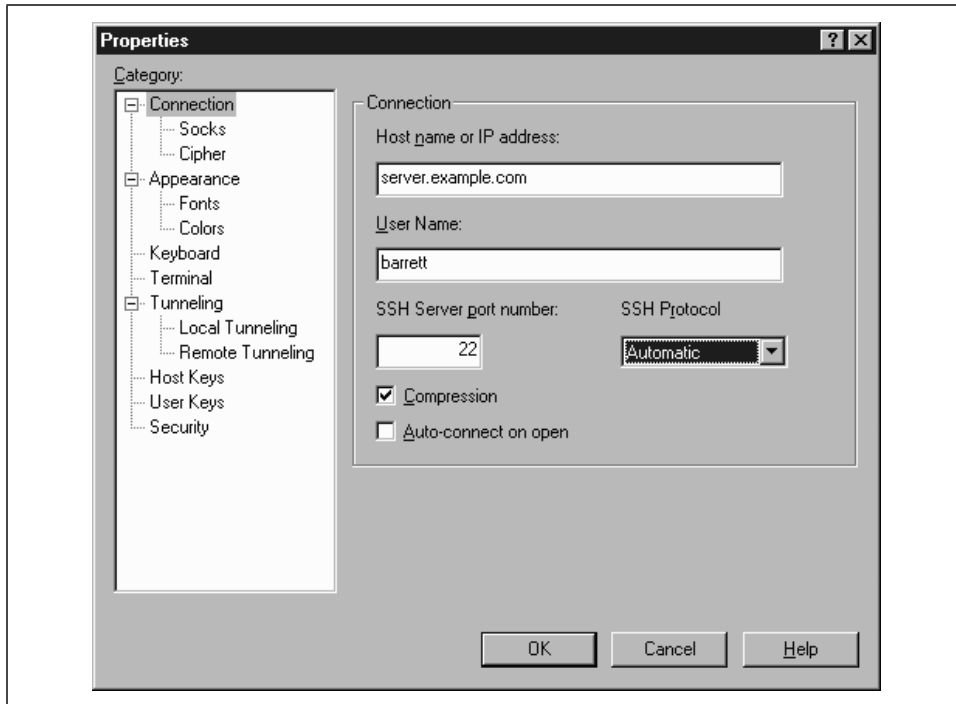 Properties
Category:
Connection
Socks
Cipher
Appearance
Fonts
Colors
Keyboard
Terminal
Tunneling
Local Tunneling
Remote Tunneling
Host Keys
User Keys
Security
Connection
Host name or IP address:
server.example.com
User Name:
barrett
SSH Server port number:
SSH Protocol
22
Automatic
Compression
Auto-connect on open
OK
Cancel
Help